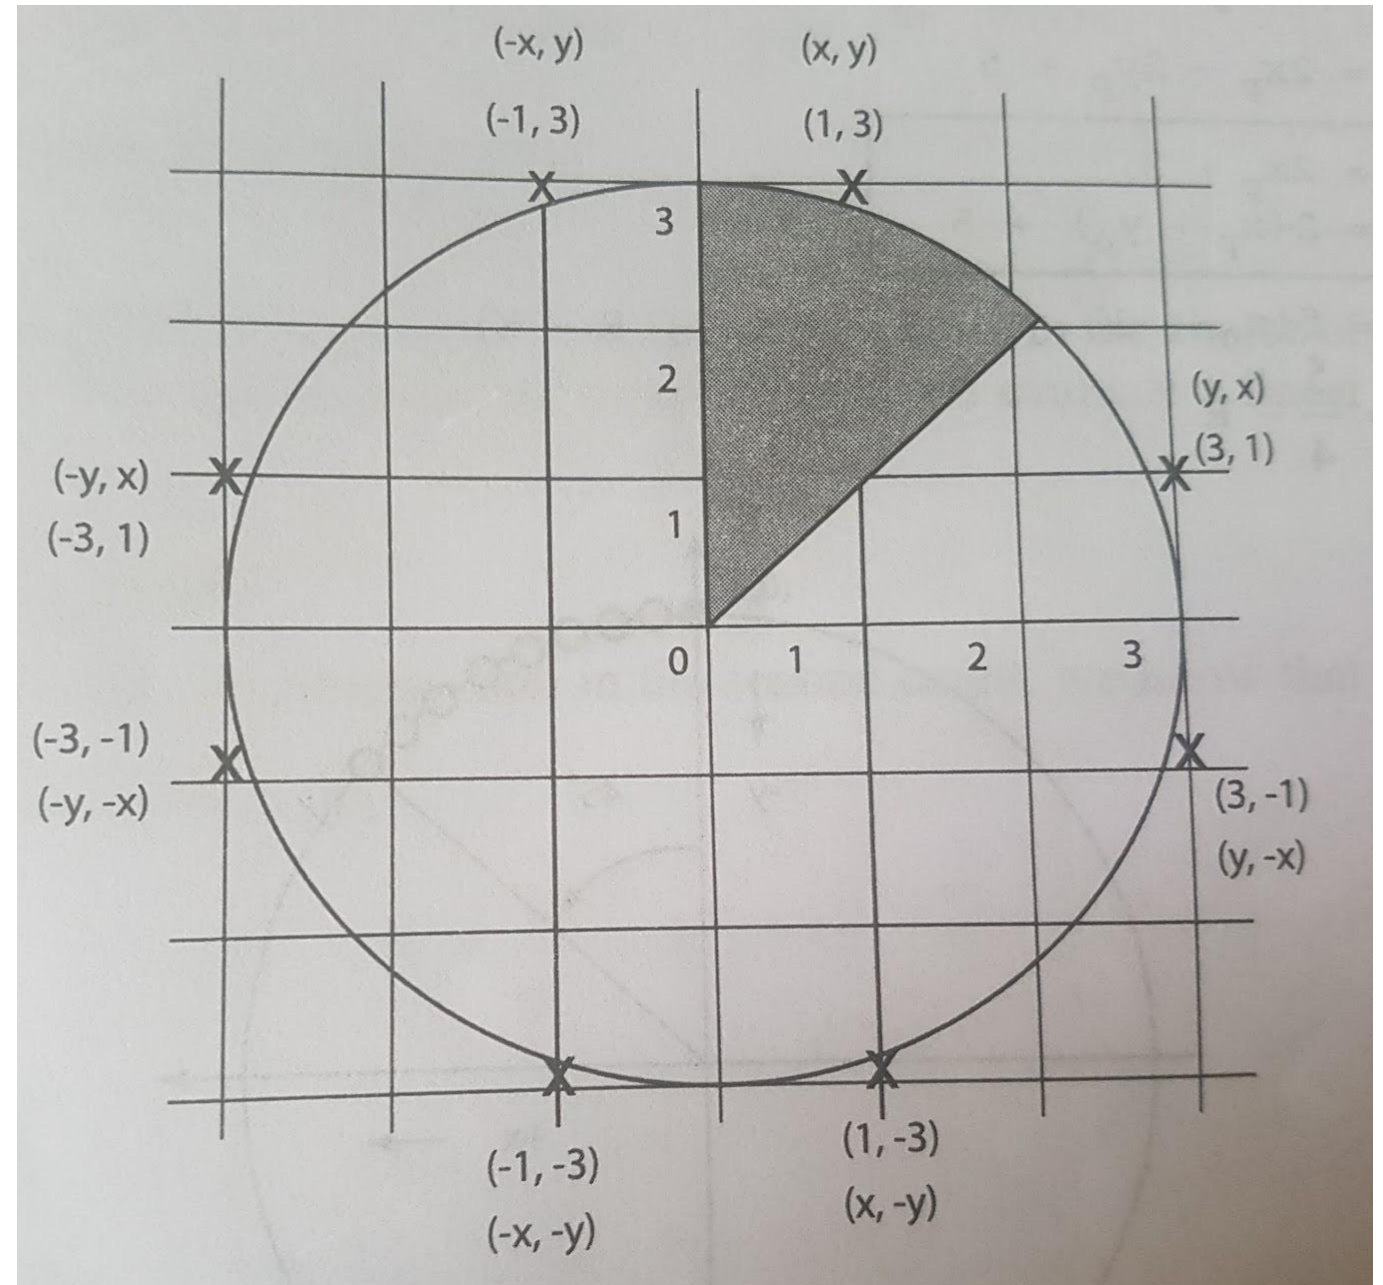 (-x, y)
(x, y)
(-1, 3)
(1, 3)
3
2
(y, x)
(3, 1)
(-y, x)
(-3, 1)
1
0
1
2
3
(-3, -1)
(-y, -x)
(3, -1)
(y, -x)
(1, -3)
(x, -y)
(-1, -3)
(-x, -y)